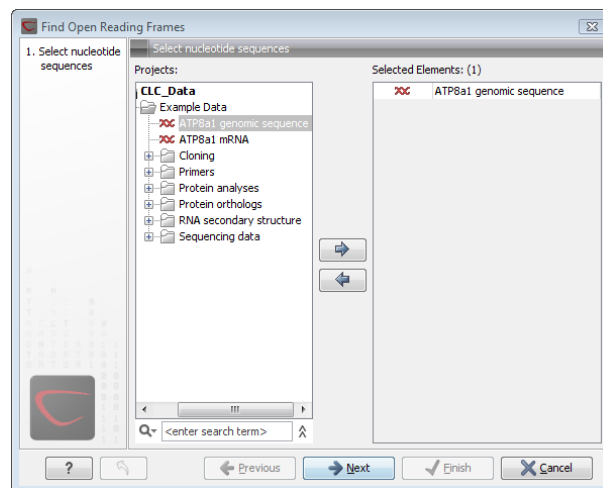 Find Open Reading Frames
1. Select nucleotide sequences
Select nucleotide sequences
Projects:
CLC_Data
Example Data
ATP8a1 genomic sequence
ATP8a1 mRNA
Cloning
Primers
Protein analyses
Protein orthologs
RNA secondary structure
Sequencing data
<enter search term>
Selected Elements: (1)
ATP8a1 genomic sequence
?
Previous
Next
Finish
Cancel